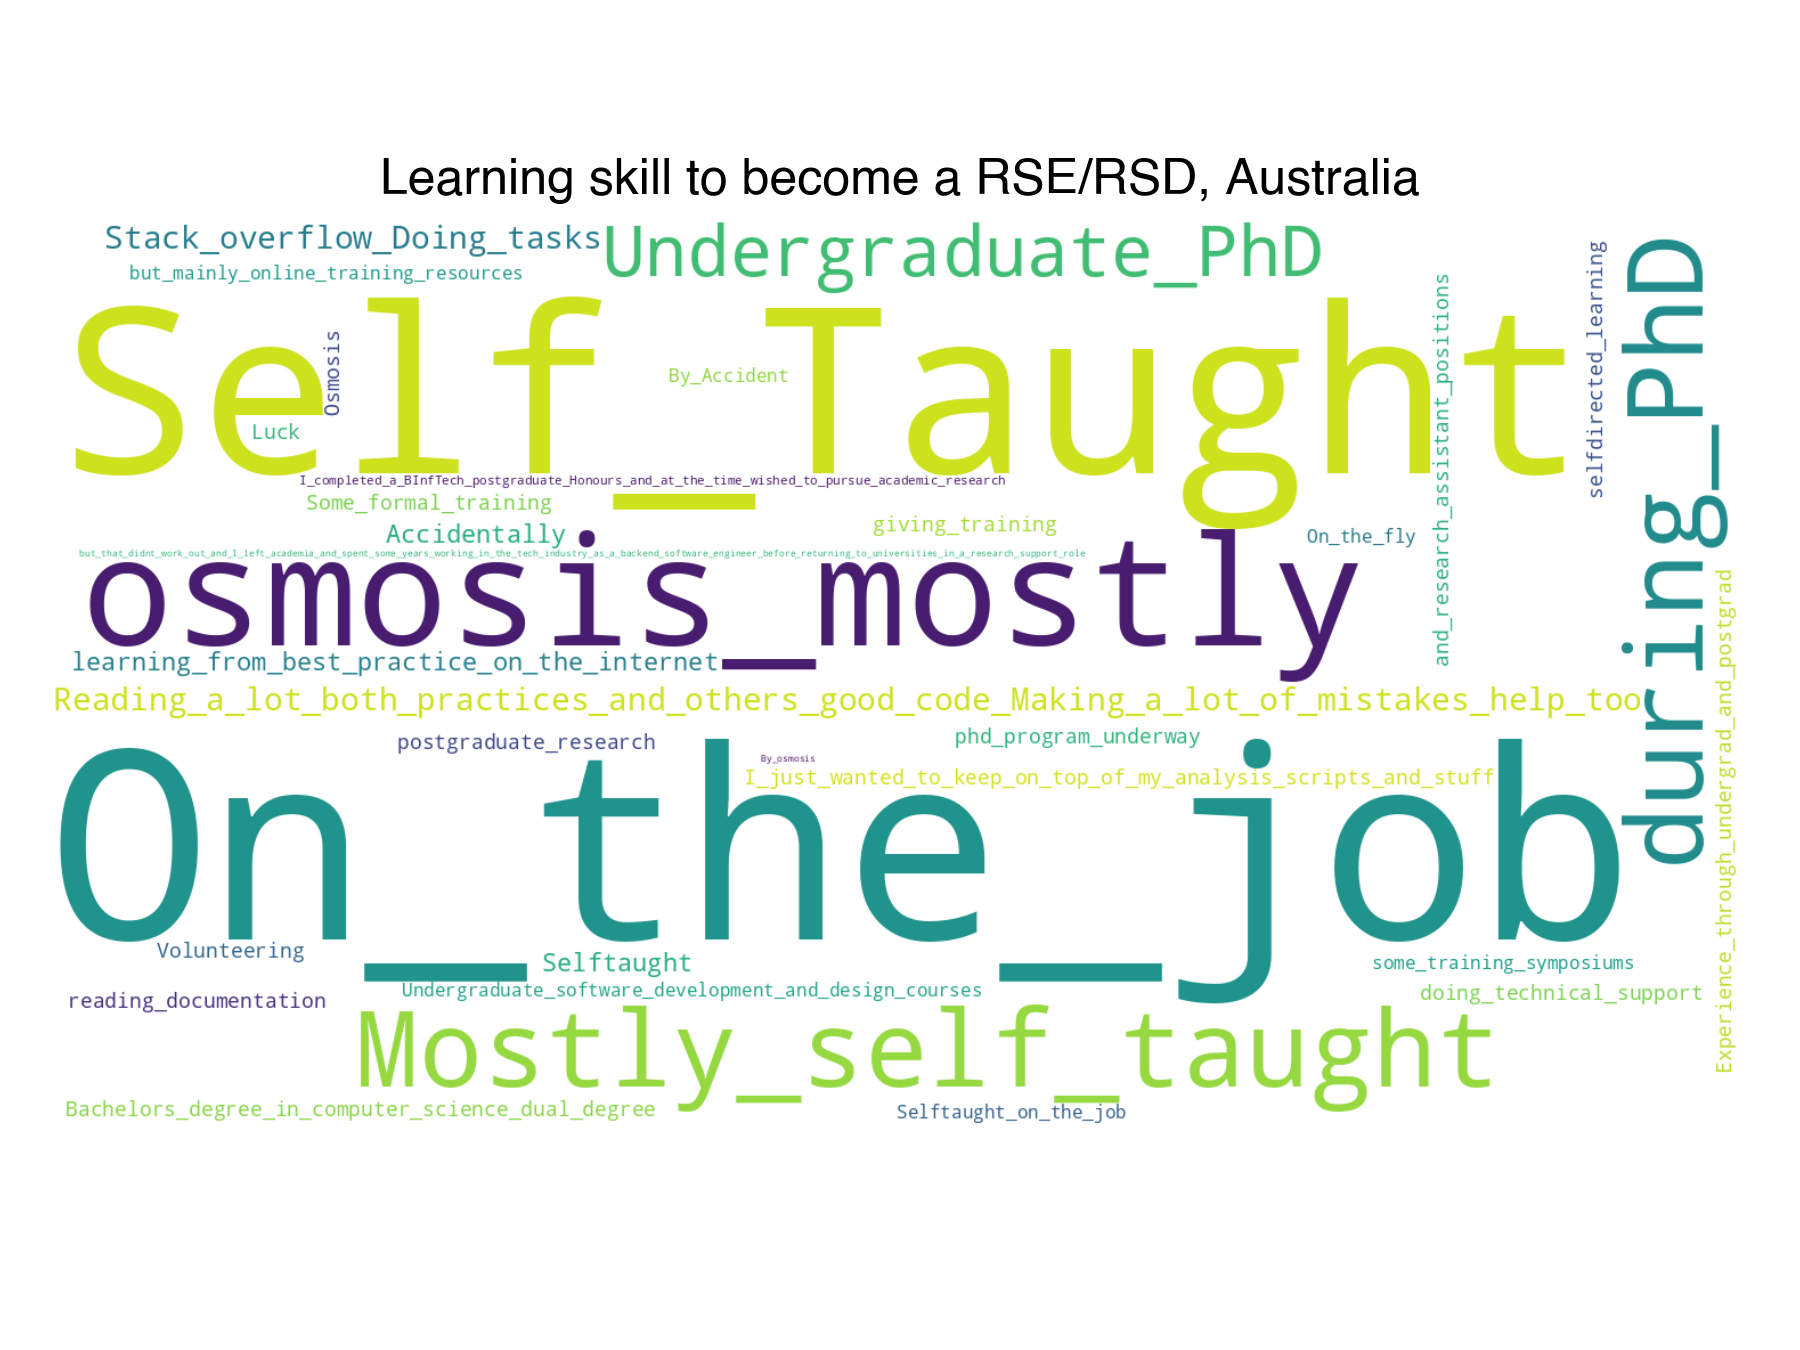 Learning skill to become a RSE/RSD, Australia
Stack_overflow_Doing_tasks
Undergraduate_PhD
but_mainly_online_training_resources
Self_Taught
Osmosis
By_Accident
Luck
and_research_assistant_positions
selfdirected_learning
during_PhD
I_completed_a_BInfTech_postgraduate_Honours_and_at_the_time_wished_to_pursue_academic_research
Some_formal_training
giving_training
Accidentally
On_the_fly
but_that_didnt_work_out_and_I_left_academia_and_spent_some_years_working_in_the_tech_industry_as_a_backend_software_engineer_before_returning_to_universities_in_a_research_support_role
osmosis_mostly
learning_from_best_practice_on_the_internet
Reading_a_lot_both_practices_and_others_good_code_Making_a_lot_of_mistakes_help_too
Experience_through_undergrad_and_postgrad
postgraduate_research
phd_program_underway
By_osmosis
I_just_wanted_to_keep_on_top_of_my_analysis_scripts_and_stuff
On_the_job
Volunteering
Selftaught
some_training_symposiums
reading_documentation
Undergraduate_software_development_and_design_courses
doing_technical_support
Mostly_self_taught
Bachelors_degree_in_computer_science_dual_degree
Selftaught_on_the_job